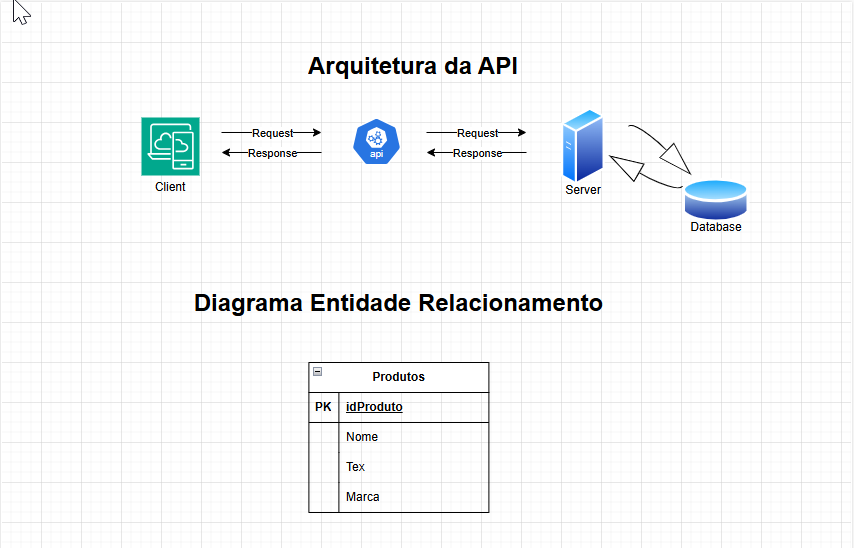 Arquitetura da API
Request
Request
Response
Response
api
Client
Server
Database
Diagrama Entidade Relacionamento
Produtos
PK idProduto
Nome
Tex
Marca